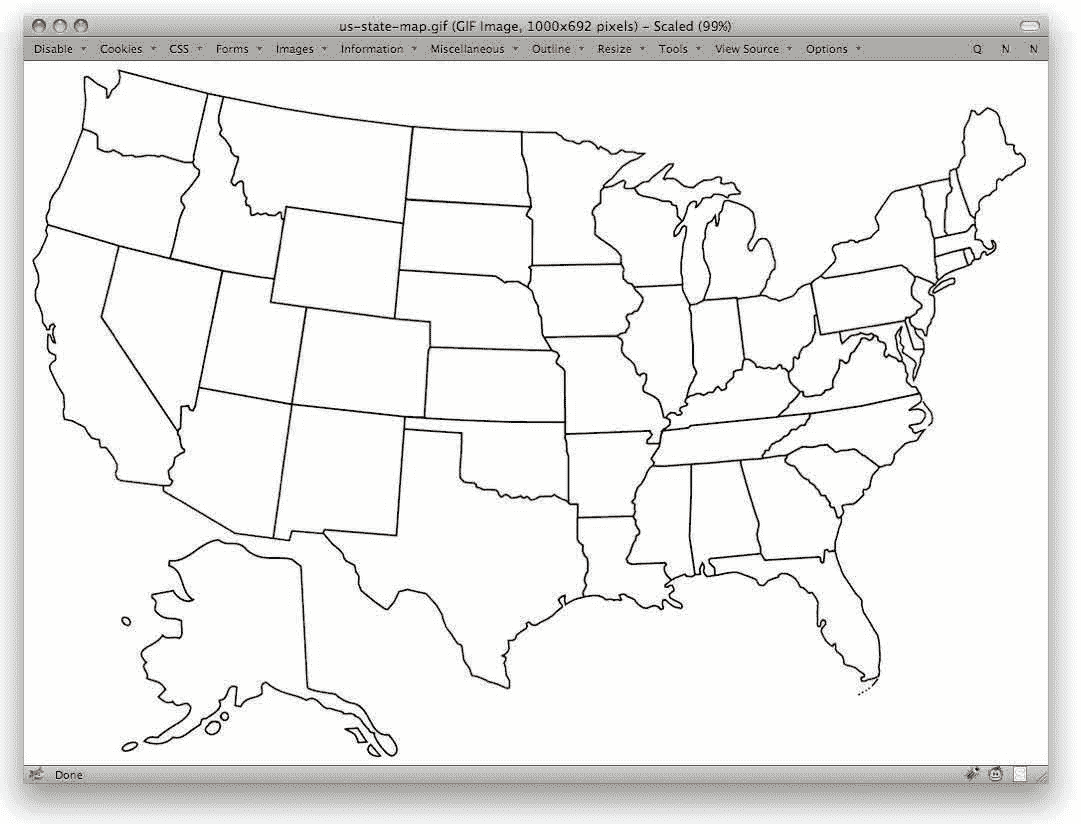 us-state-map.gif (GIF Image, 1000x692 pixels) – Scaled (99%)
Disable Cookies CSS Forms Images Information Miscellaneous Outline Resize Tools View Source Options Q N N
Done